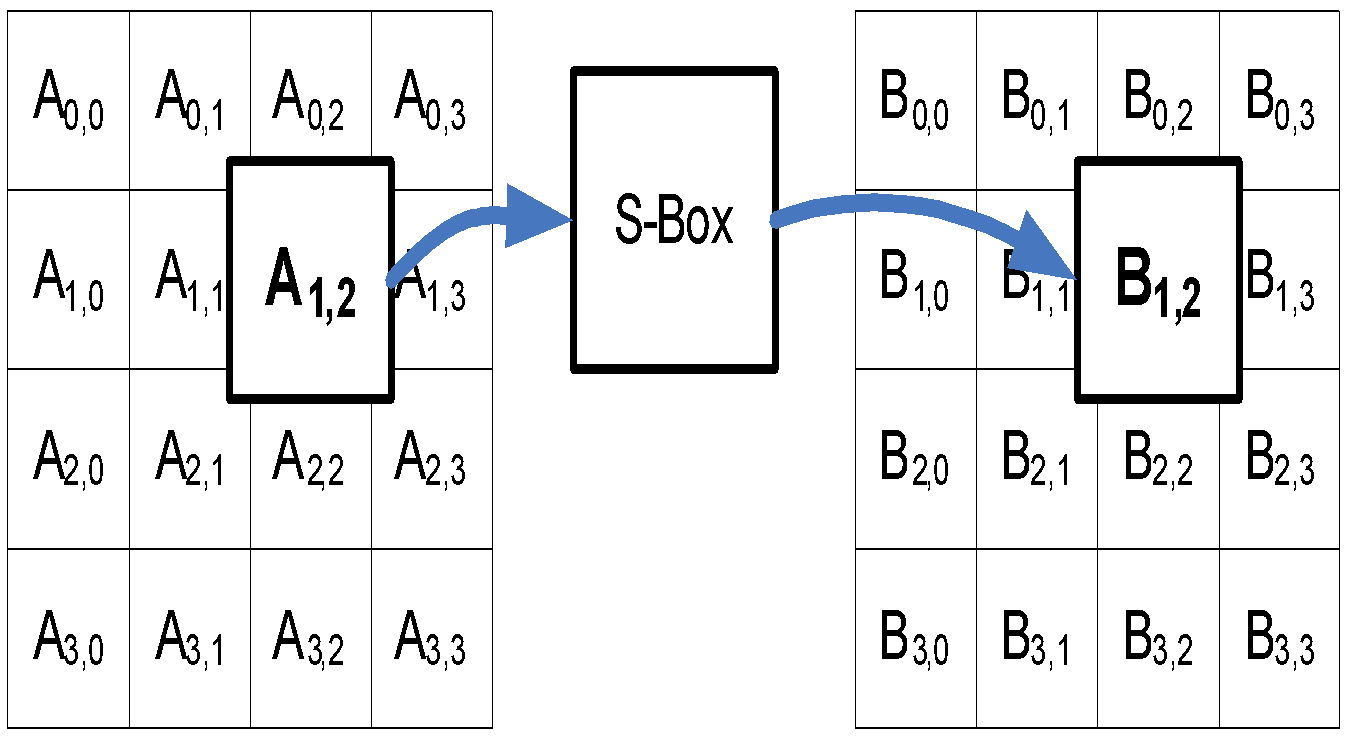 A0,0 A0,1 A0,2 A0,3
A1,0 A1,1 A1,2 A1,3
A2,0 A2,1 A2,2 A2,3
A3,0 A3,1 A3,2 A3,3
S-Box
B0,0 B0,1 B0,2 B0,3
B1,0 B1,1 B1,2 B1,3
B2,0 B2,1 B2,2 B2,3
B3,0 B3,1 B3,2 B3,3